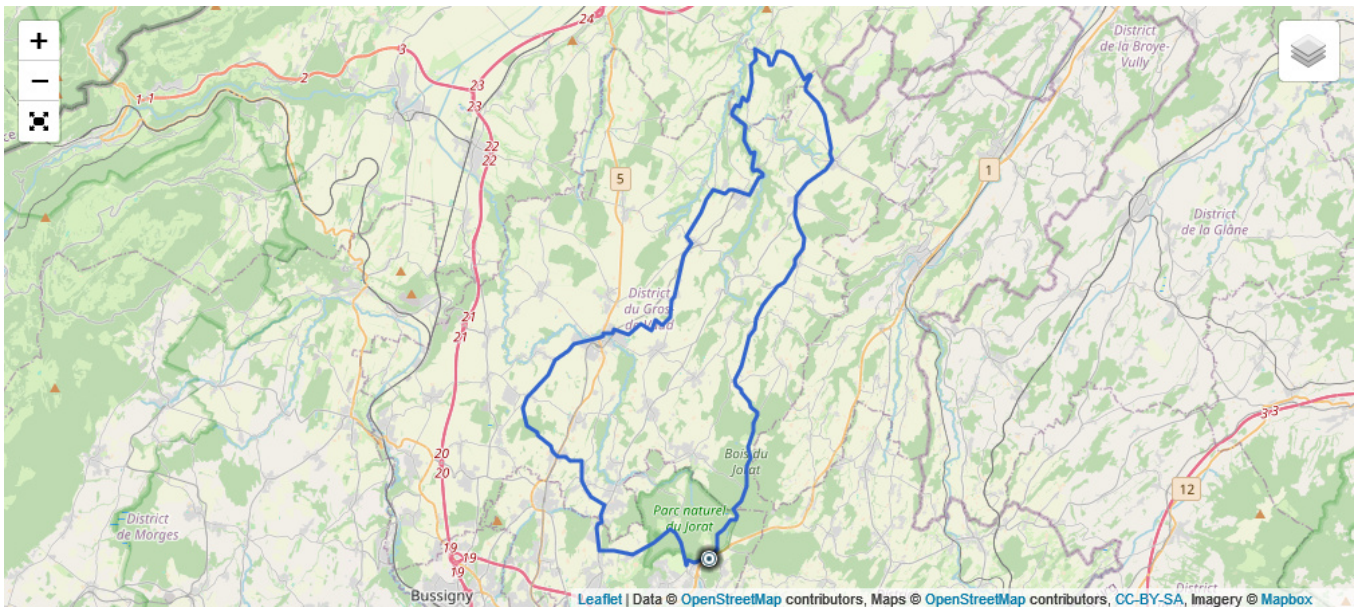 +
−
24
District
de la Broye-
Vully
3
2
1 1
23
23
22
22
5
1
District
de la Glâne
21
21
District
du Gros-
de-Vaud
3 3
20
20
Bois du
Jorat
12
Parc naturel
du Jorat
District
de Morges
19
19
19
Bussigny
District
Leaflet | Data © OpenStreetMap contributors, Maps © OpenStreetMap contributors, CC-BY-SA, Imagery © Mapbox